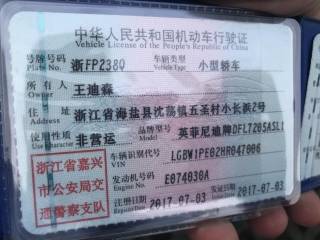 中华人民共和国机动车行驶证
Vehicle License of the People's Republic of China
号牌号码 Plate No. 浙FP2380 车辆类型 Vehicle Type 小型轿车
所有人 Owner 王迪淼
住址 Address 浙江省海盐县沈荡镇五圣村小长浜2号
使用性质 Use Character 非营运 品牌型号 Model 英菲尼迪牌DFL7205ASL1
浙江省嘉兴市公安局交通警察支队
车辆识别代号 VIN LGBW1PE02HR047006
发动机号码 Engine No. E074030A
注册日期 2017-07-03 发证日期 2017-07-03